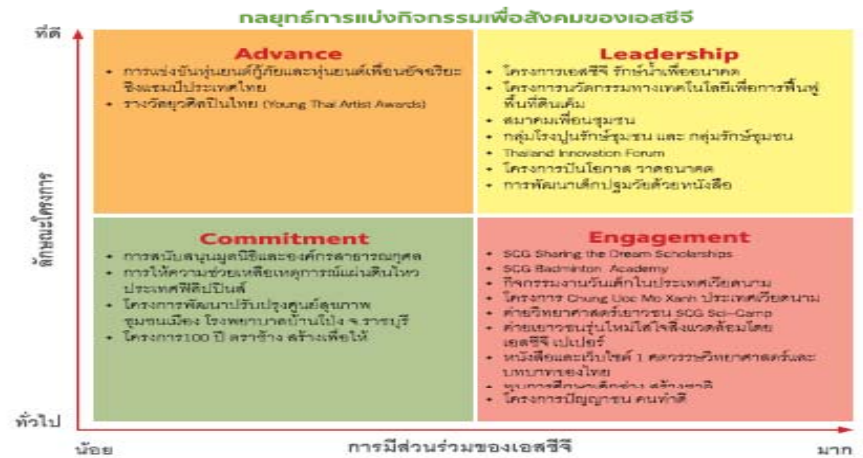 กลยุทธ์การแบ่งกิจกรรมเพื่อสังคมของเอสซีจี
ที่ดี
Advance
• การแข่งขันหุ่นยนต์กู้ภัยและหุ่นยนต์เพื่อนอัจฉริยะ
ชิงแชมป์ประเทศไทย
• รางวัลยุวศิลปินไทย (Young Thai Artist Awards)
Leadership
• โครงการเอสซีจี รักษ์น้ำเพื่ออนาคต
• โครงการนวัตกรรมทางเทคโนโลยีเพื่อการฟื้นฟู
พื้นที่ดินเค็ม
• สมาคมเพื่อนชุมชน
• กลุ่มโรงปูนรักษ์ชุมชน และ กลุ่มรักษ์ชุมชน
• Thailand Innovation Forum
• โครงการปันโอกาส วาดอนาคต
• การพัฒนาเด็กปฐมวัยด้วยหนังสือ
ลักษณะโครงการ
Commitment
• การสนับสนุนมูลนิธิและองค์กรสาธารณกุศล
• การให้ความช่วยเหลือเหตุการณ์แผ่นดินไหว
ประเทศฟิลิปปินส์
• โครงการพัฒนาปรับปรุงศูนย์สุขภาพ
ชุมชนเมือง โรงพยาบาลบ้านโป่ง จ.ราชบุรี
• โครงการ100 ปี ตราช้าง สร้างเพื่อให้
Engagement
• SCG Sharing the Dream Scholarships
• SCG Badminton Academy
• กิจกรรมงานวันเด็กในประเทศเวียดนาม
• โครงการ Chung Uoc Mo Xanh ประเทศเวียดนาม
• ค่ายวิทยาศาสตร์เยาวชน SCG Sci-Camp
• ค่ายเยาวชนรุ่นใหม่ใส่ใจสิ่งแวดล้อมโดย
เอสซีจี เปเปอร์
• หนังสือและเว็บไซต์ 1 ศตวรรษวิทยาศาสตร์และ
บทบาทของไทย
• ทุนการศึกษาเด็กช่าง สร้างชาติ
• โครงการปัญญาชน คนทำดี
ทั่วไป
น้อย
การมีส่วนร่วมของเอสซีจี
มาก